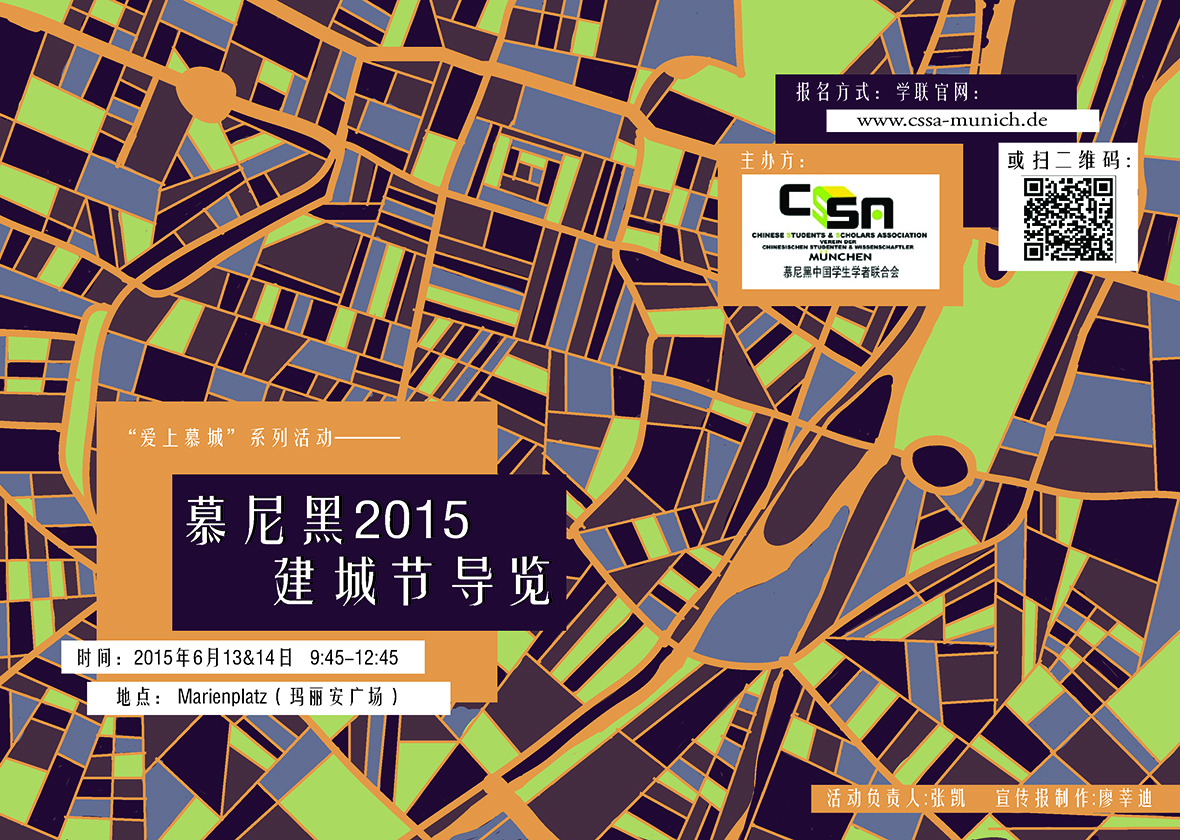 报名方式：学联官网：
www.cssa-munich.de
主办方：
或扫二维码：
CSSA
CHINESE STUDENTS & SCHOLARS ASSOCIATION
VEREIN DER
CHINESISCHEN STUDENTEN & WISSENSCHAFTLER
MÜNCHEN
慕尼黑中国学生学者联合会
“爱上慕城”系列活动———
慕尼黑2015
建城节导览
时间：2015年6月13&14日 9:45-12:45
地点： Marienplatz（玛丽安广场）
活动负责人:张凯 宣传报制作:廖莘迪